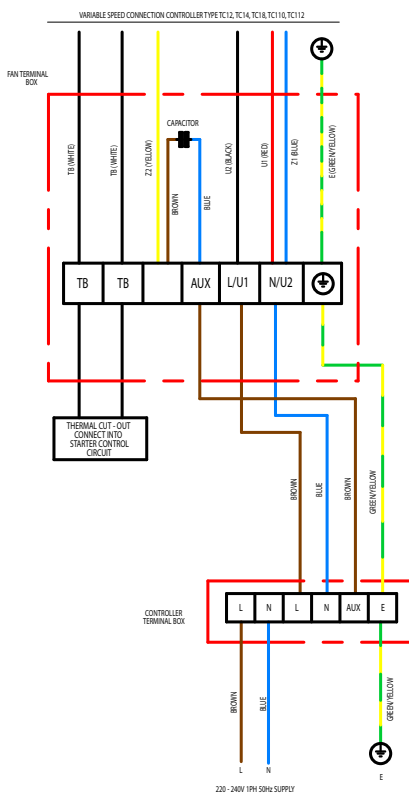 VARIABLE SPEED CONNECTION CONTROLLER TYPE TC12, TC14, TC18, TC110, TC112
FAN TERMINAL
BOX
CAPACITOR
TB (WHITE)
TB (WHITE)
Z2 (YELLOW)
BROWN
BLUE
U2 (BLACK)
U1 (RED)
Z1 (BLUE)
E(GREEN/YELLOW)
TB
TB
AUX
L/U1
N/U2
THERMAL CUT - OUT
CONNECT INTO
STARTER CONTROL
CIRCUIT
BROWN
BLUE
BROWN
GREEN/YELLOW
CONTROLLER
TERMINAL BOX
L
N
L
N
AUX
E
BROWN
BLUE
GREEN/YELLOW
L
N
E
220 - 240V 1PH 50Hz SUPPLY